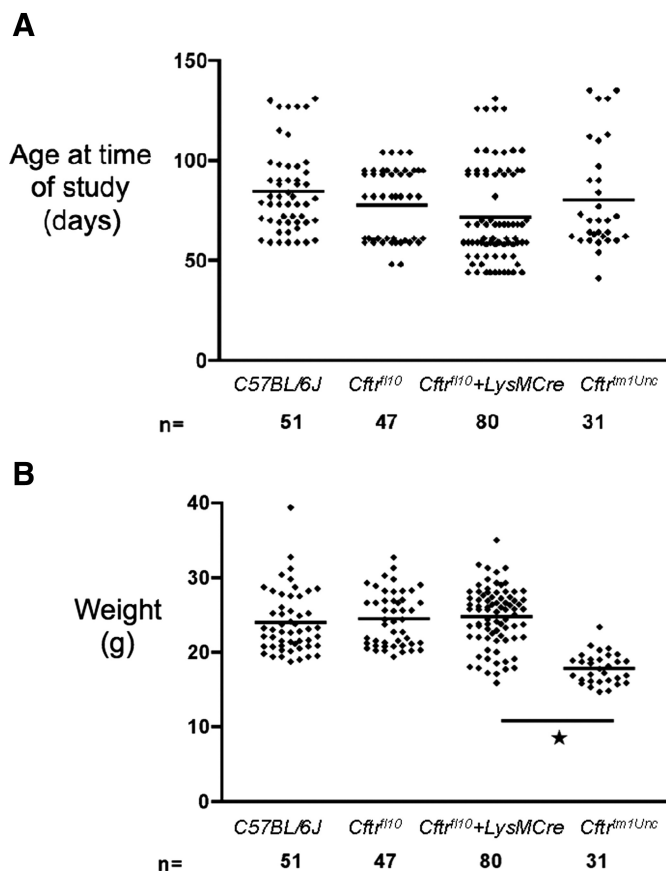 A
150
100
50
0
Age at time
of study
(days)
C57BL/6J Cftrfl10 Cftrfl10+LysMCre Cftrtm1Unc
n= 51 47 80 31
B
40
30
20
10
0
Weight
(g)
★
C57BL/6J Cftrfl10 Cftrfl10+LysMCre Cftrtm1Unc
n= 51 47 80 31